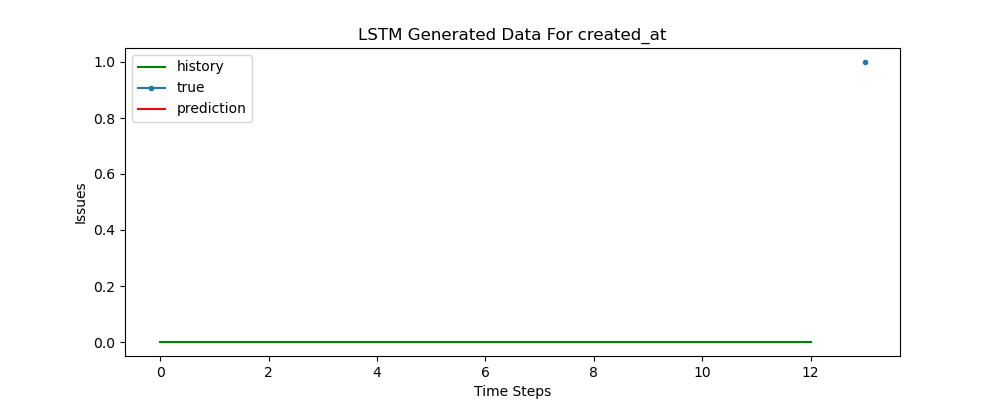 LSTM Generated Data For created_at
history
true
prediction
1.0
0.8
0.6
0.4
0.2
0.0
Issues
0 2 4 6 8 10 12
Time Steps